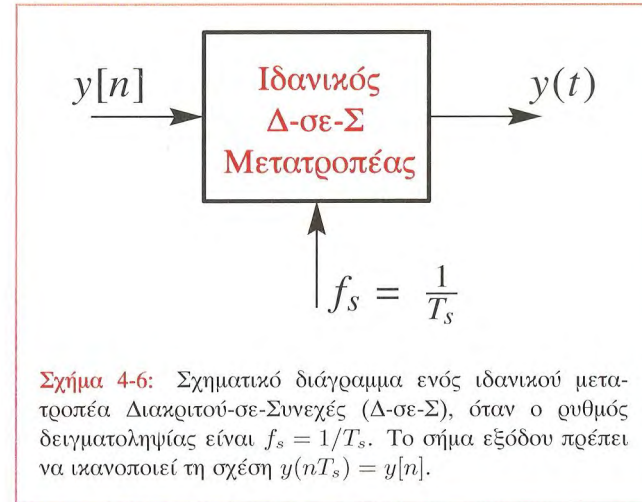 y[n]
Ιδανικός
Δ-σε-Σ
Μετατροπέας
y(t)
f_s = 1/T_s
Σχήμα 4-6: Σχηματικό διάγραμμα ενός ιδανικού μετα-
τροπέα Διακριτού-σε-Συνεχές (Δ-σε-Σ), όταν ο ρυθμός
δειγματοληψίας είναι f_s = 1/T_s. Το σήμα εξόδου πρέπει
να ικανοποιεί τη σχέση y(nT_s) = y[n].